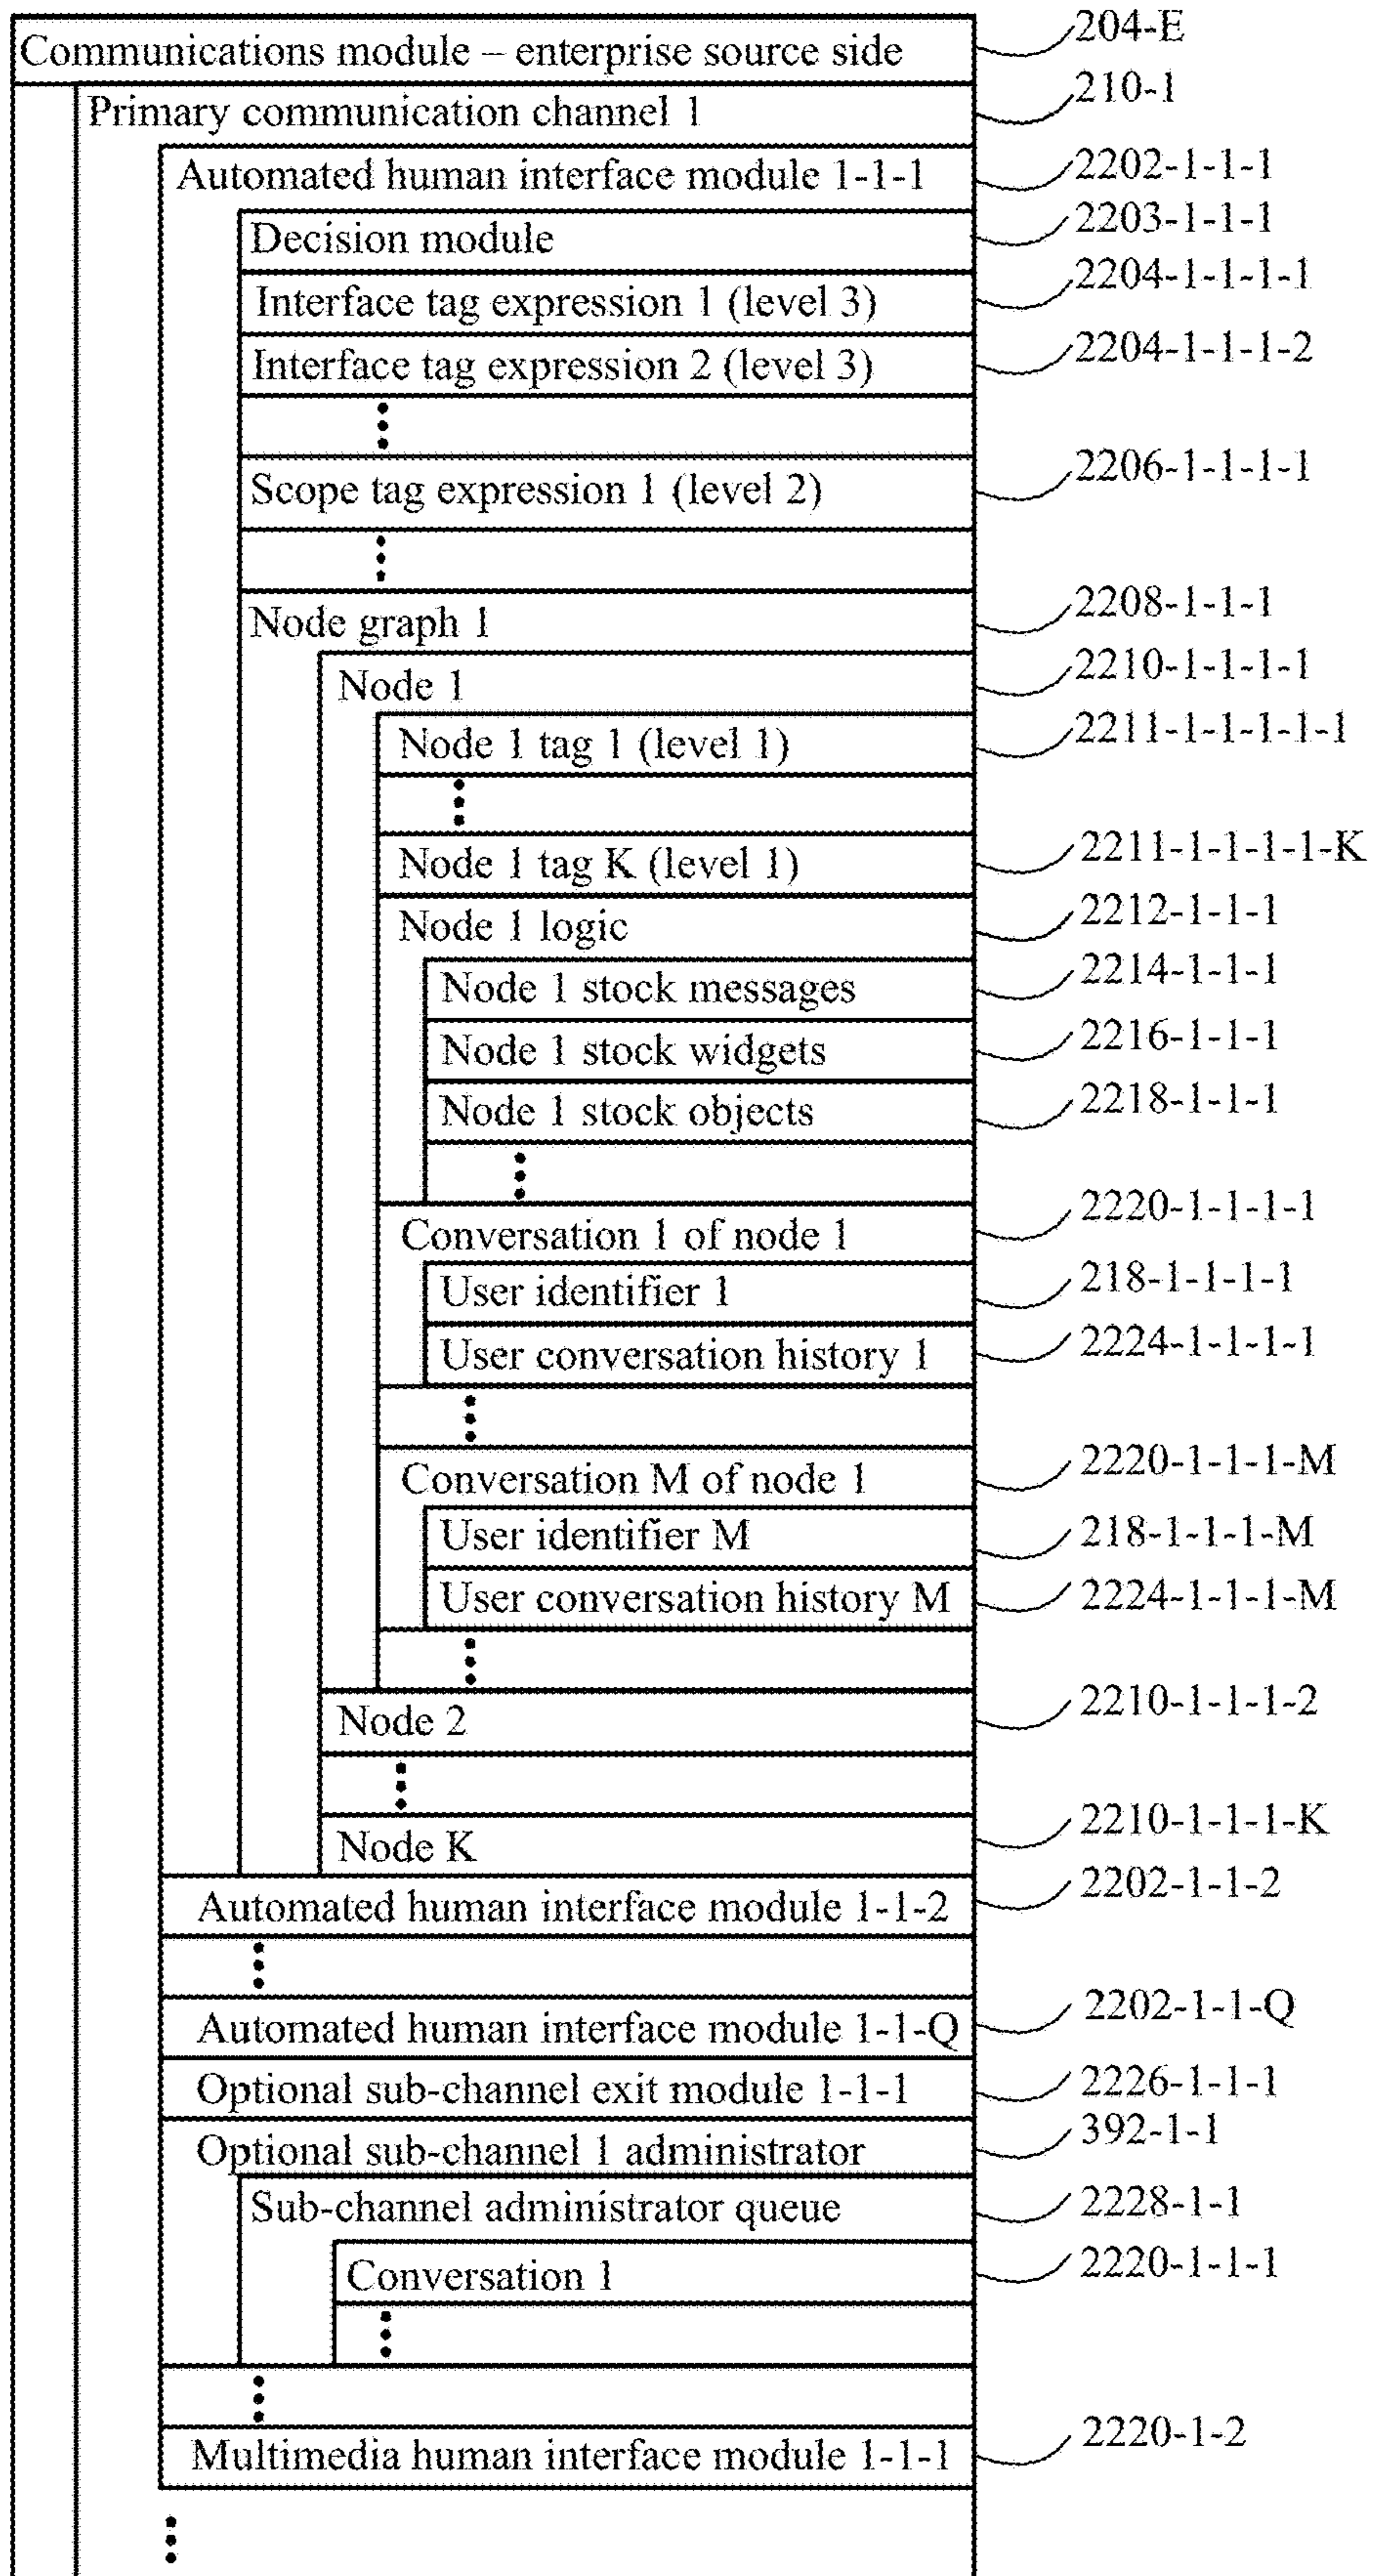 Communications module – enterprise source side 204-E
Primary communication channel 1 210-1
Automated human interface module 1-1-1 2202-1-1-1
Decision module 2203-1-1-1
Interface tag expression 1 (level 3) 2204-1-1-1-1
Interface tag expression 2 (level 3) 2204-1-1-1-2
Scope tag expression 1 (level 2) 2206-1-1-1-1
Node graph 1 2208-1-1-1
Node 1 2210-1-1-1-1
Node 1 tag 1 (level 1) 2211-1-1-1-1-1
Node 1 tag K (level 1) 2211-1-1-1-1-K
Node 1 logic 2212-1-1-1
Node 1 stock messages 2214-1-1-1
Node 1 stock widgets 2216-1-1-1
Node 1 stock objects 2218-1-1-1
Conversation 1 of node 1 2220-1-1-1-1
User identifier 1 218-1-1-1-1
User conversation history 1 2224-1-1-1-1
Conversation M of node 1 2220-1-1-1-M
User identifier M 218-1-1-1-M
User conversation history M 2224-1-1-1-M
Node 2 2210-1-1-1-2
Node K 2210-1-1-1-K
Automated human interface module 1-1-2 2202-1-1-2
Automated human interface module 1-1-Q 2202-1-1-Q
Optional sub-channel exit module 1-1-1 2226-1-1-1
Optional sub-channel 1 administrator 392-1-1
Sub-channel administrator queue 2228-1-1
Conversation 1 2220-1-1-1
Multimedia human interface module 1-1-1 2220-1-2